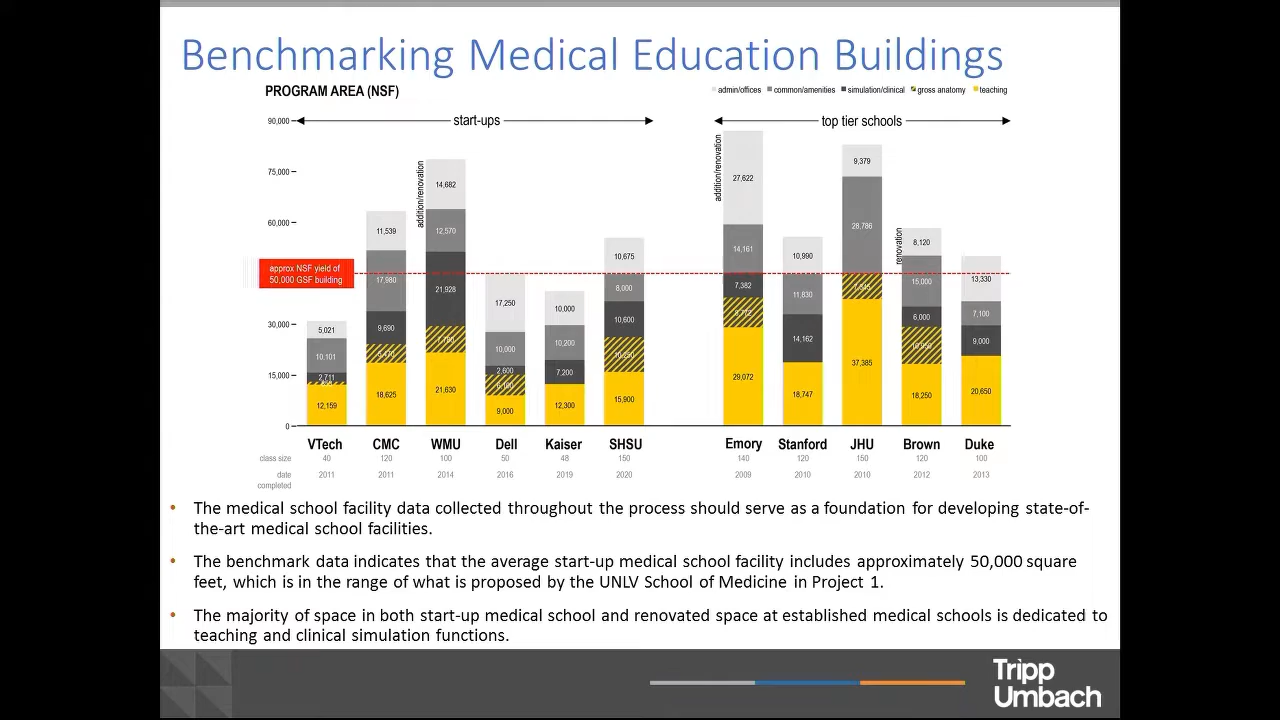 Benchmarking Medical Education Buildings
PROGRAM AREA (NSF)
admin/offices common/amenities simulation/clinical gross anatomy teaching
90,000 start-ups top tier schools
75,000
60,000
30,000
15,000
0
approx NSF yield of
50,000 GSF building
5,021
10,101
2,711
12,159
11,539
17,980
9,690
18,625
addition/renovation
14,682
12,570
21,928
21,630
17,250
10,000
2,600
9,000
10,000
10,200
7,200
12,300
10,675
8,000
10,600
15,900
addition/renovation
27,622
14,161
7,382
29,072
10,990
11,830
14,162
18,747
9,379
28,786
37,385
renovation
8,120
15,000
6,000
18,250
13,330
7,100
9,000
20,650
VTech CMC WMU Dell Kaiser SHSU Emory Stanford JHU Brown Duke
class size 40 120 100 50 48 150 140 120 150 120 100
date 2011 2011 2014 2016 2019 2020 2009 2010 2010 2012 2013
completed
• The medical school facility data collected throughout the process should serve as a foundation for developing state-of-
the-art medical school facilities.
• The benchmark data indicates that the average start-up medical school facility includes approximately 50,000 square
feet, which is in the range of what is proposed by the UNLV School of Medicine in Project 1.
• The majority of space in both start-up medical school and renovated space at established medical schools is dedicated to
teaching and clinical simulation functions.
Tripp
Umbach